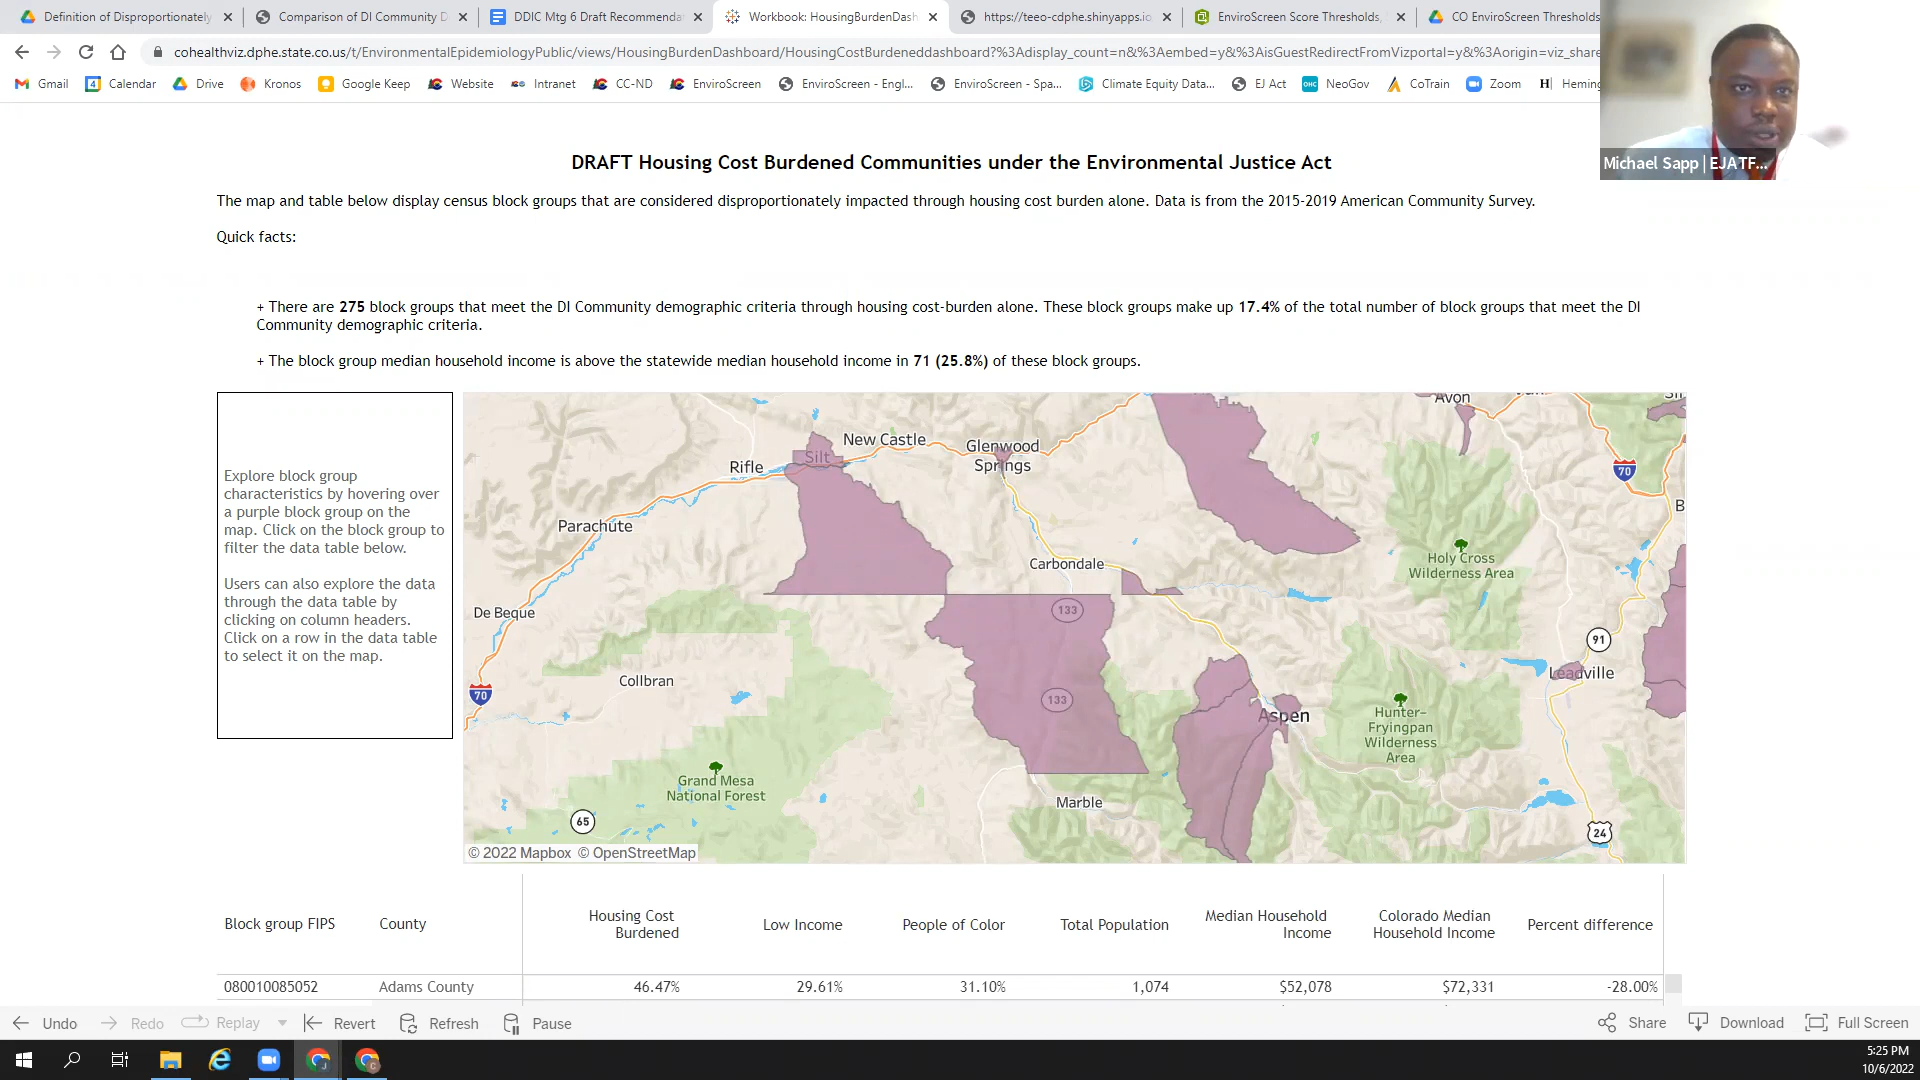 Definition of Disproportionately
Comparison of DI Community D
DDIC Mtg 6 Draft Recommenda
Workbook: HousingBurdenDash
https://teeo-cdphe.shinyapps.io
EnviroScreen Score Thresholds,
CO EnviroScreen Thresholds
cohealthviz.dphe.state.co.us/t/EnvironmentalEpidemiologyPublic/views/HousingBurdenDashboard/HousingCostBurdeneddashboard?%3Adisplay_count=n&%3Aembed=y&%3AisGuestRedirectFromVizportal=y&%3Aorigin=viz_share
Gmail Calendar Drive Kronos Google Keep Website Intranet CC-ND EnviroScreen EnviroScreen - Engl... EnviroScreen - Spa... Climate Equity Data... EJ Act NeoGov CoTrain Zoom Heming
Michael Sapp | EJATF...
DRAFT Housing Cost Burdened Communities under the Environmental Justice Act
The map and table below display census block groups that are considered disproportionately impacted through housing cost burden alone. Data is from the 2015-2019 American Community Survey.
Quick facts:
+ There are 275 block groups that meet the DI Community demographic criteria through housing cost-burden alone. These block groups make up 17.4% of the total number of block groups that meet the DI
Community demographic criteria.
+ The block group median household income is above the statewide median household income in 71 (25.8%) of these block groups.
Explore block group
characteristics by hovering over
a purple block group on the
map. Click on the block group to
filter the data table below.
Users can also explore the data
through the data table by
clicking on column headers.
Click on a row in the data table
to select it on the map.
Avon
New Castle
Glenwood
Springs
Silt
Rifle
70
Parachute
Holy Cross
Wilderness Area
Carbondale
De Beque
133
91
Collbran
Leadville
70
133
Aspen
Hunter-
Fryingpan
Wilderness
Area
Grand Mesa
National Forest
Marble
65
24
© 2022 Mapbox © OpenStreetMap
Block group FIPS County Housing Cost Burdened Low Income People of Color Total Population Median Household Income Colorado Median Household Income Percent difference
080010085052 Adams County 46.47% 29.61% 31.10% 1,074 $52,078 $72,331 -28.00%
Undo Redo Replay Revert Refresh Pause Share Download Full Screen
5:25 PM
10/6/2022